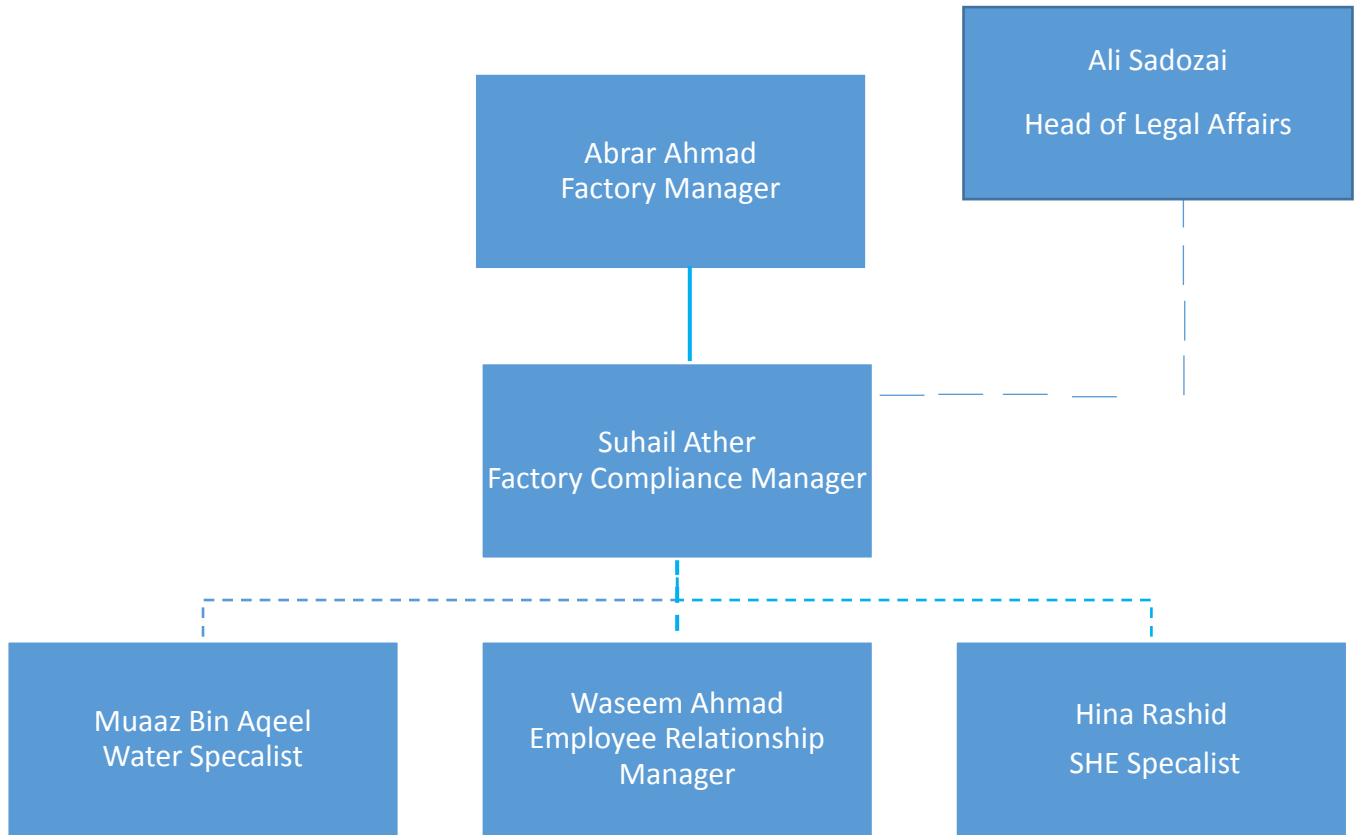 Ali Sadozai
Head of Legal Affairs
Abrar Ahmad
Factory Manager
Suhail Ather
Factory Compliance Manager
Muaaz Bin Aqeel
Water Specalist
Waseem Ahmad
Employee Relationship
Manager
Hina Rashid
SHE Specalist